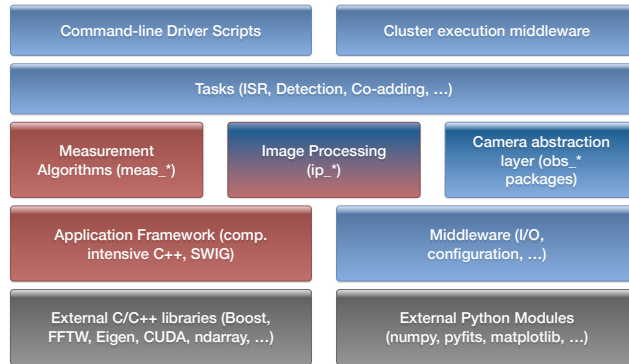 Command-line Driver Scripts
Cluster execution middleware
Tasks (ISR, Detection, Co-adding, ...)
Measurement
Algorithms (meas_*)
Image Processing
(ip_*)
Camera abstraction
layer (obs_*
packages)
Application Framework (comp.
intensive C++, SWIG)
Middleware (I/O,
configuration, ...)
External C/C++ libraries (Boost,
FFTW, Eigen, CUDA, ndarray, ...)
External Python Modules
(numpy, pyfits, matplotlib, ...)